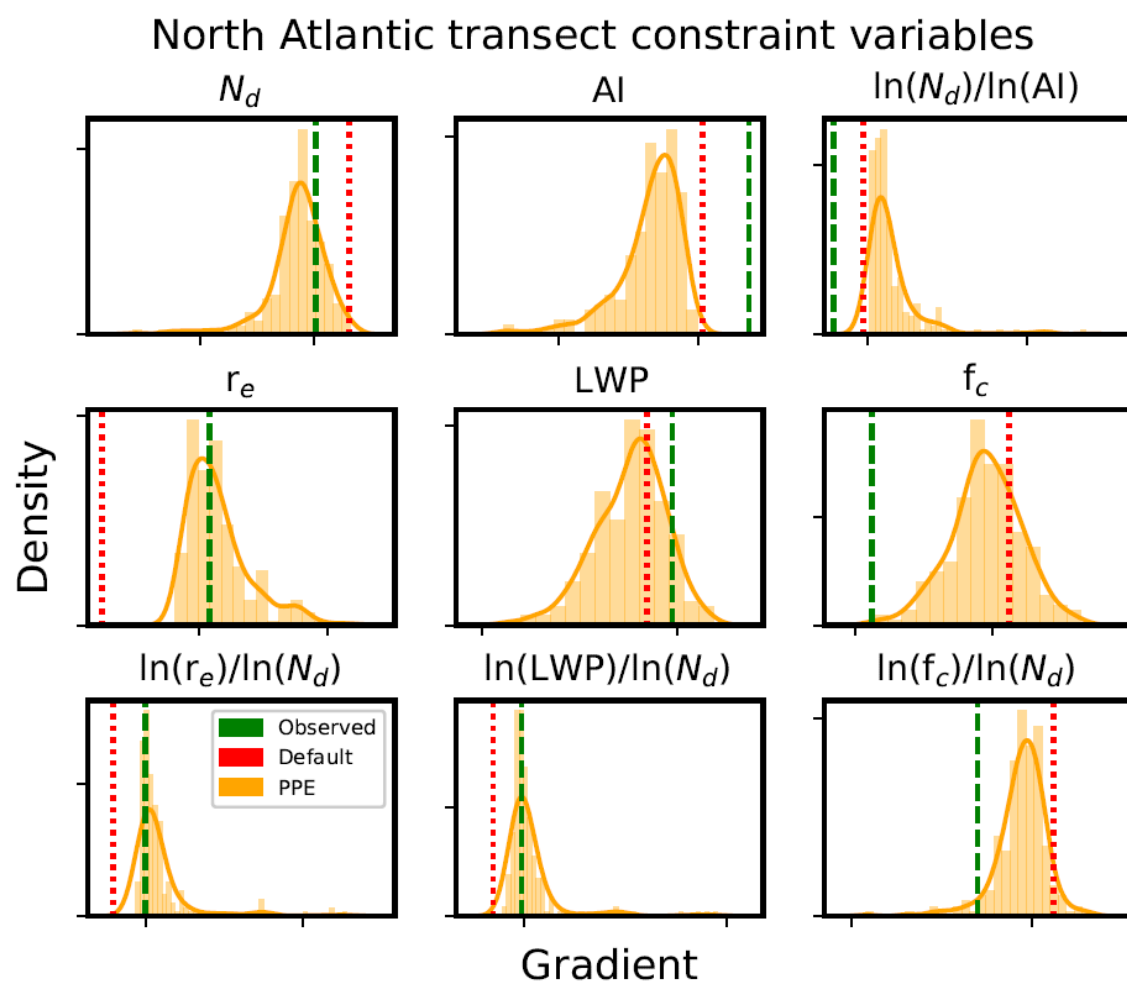 North Atlantic transect constraint variables
N_d
AI
ln(N_d)/ln(AI)
r_e
LWP
f_c
Density
ln(r_e)/ln(N_d)
ln(LWP)/ln(N_d)
ln(f_c)/ln(N_d)
Observed
Default
PPE
Gradient